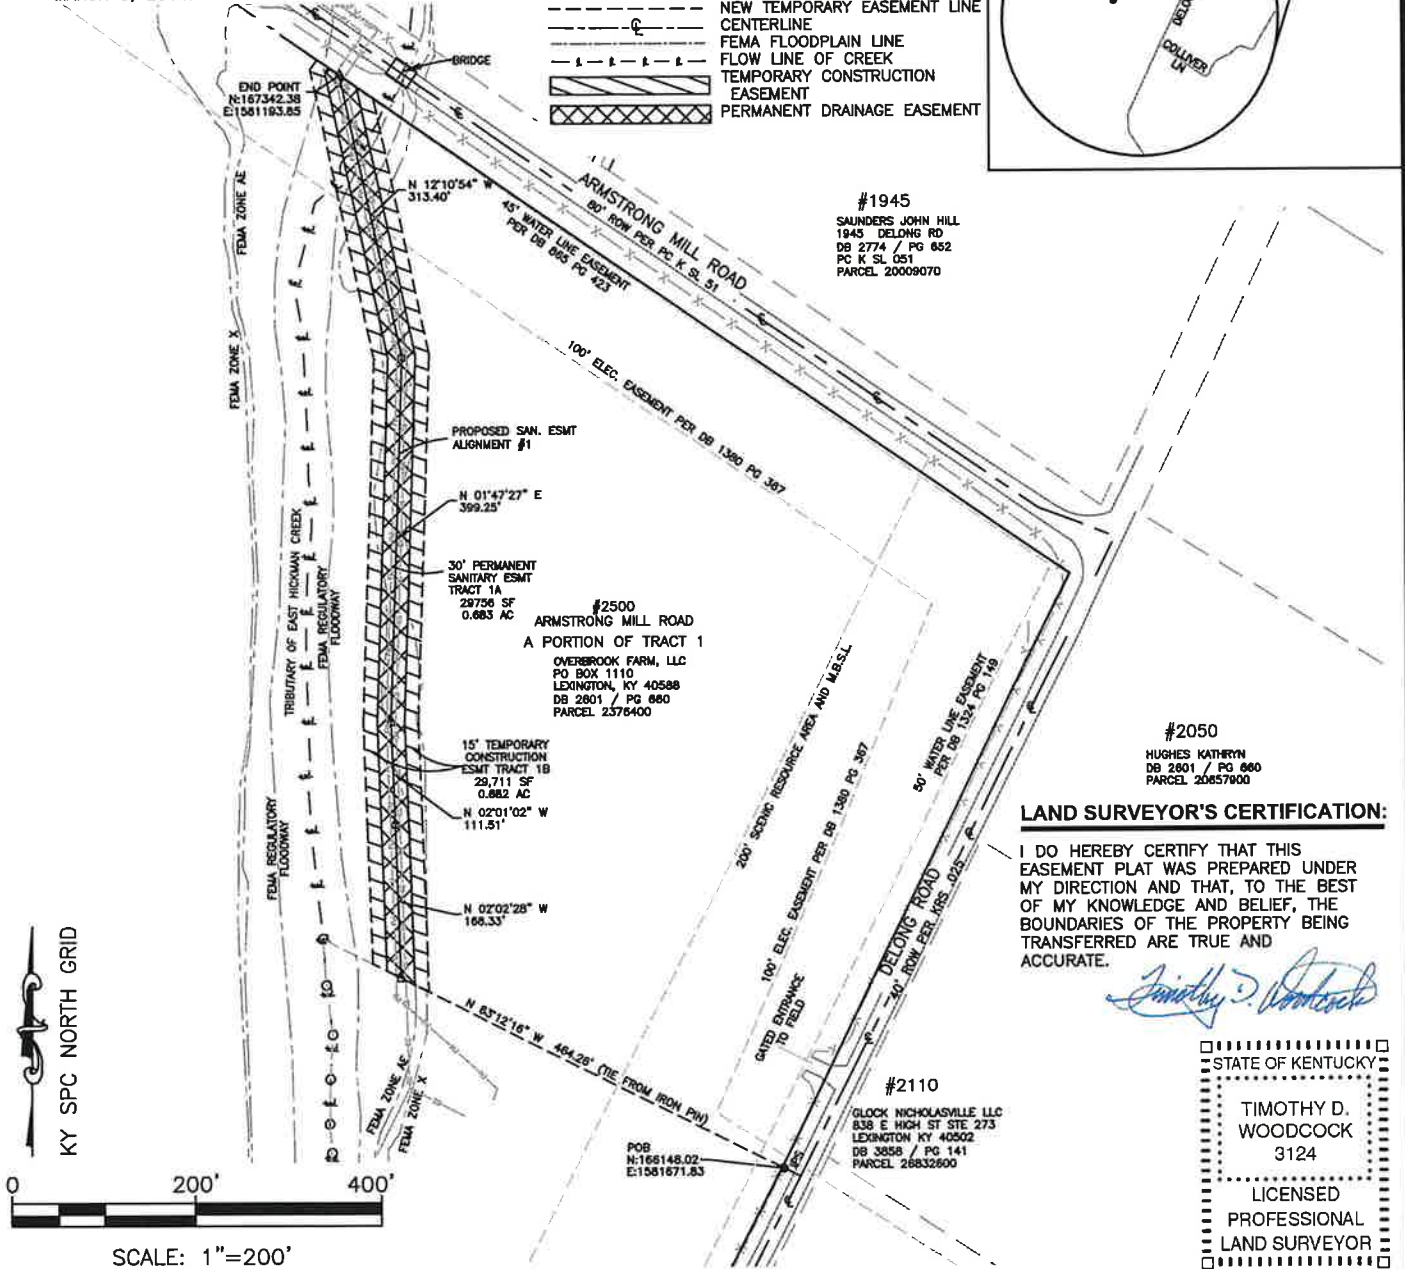 NEW TEMPORARY EASEMENT LINE
CENTERLINE
FEMA FLOODPLAIN LINE
FLOW LINE OF CREEK
TEMPORARY CONSTRUCTION
EASEMENT
PERMANENT DRAINAGE EASEMENT
COLLIVER
LN
BRIDGE
END POINT
N:167342.38
E:1581193.85
FEMA ZONE AE
FEMA ZONE X
N 12°10'54" W
313.40'
ARMSTRONG MILL ROAD
80' ROW PER PC K SL 51
45' WATER LINE EASEMENT
PER DB 865 PG 423
#1945
SAUNDERS JOHN HILL
1945 DELONG RD
DB 2774 / PG 652
PC K SL 051
PARCEL 20009070
100' ELEC. EASEMENT PER DB 1380 PG 367
PROPOSED SAN. ESMT
ALIGNMENT #1
N 01°47'27" E
399.25'
30' PERMANENT
SANITARY ESMT
TRACT 1A
29756 SF
0.683 AC
TRIBUTARY OF EAST HICKMAN CREEK
FEMA REGULATORY
FLOODWAY
#2500
ARMSTRONG MILL ROAD
A PORTION OF TRACT 1
OVERBROOK FARM, LLC
PO BOX 1110
LEXINGTON, KY 40588
DB 2601 / PG 660
PARCEL 2376400
15' TEMPORARY
CONSTRUCTION
ESMT TRACT 1B
29,711 SF
0.682 AC
N 02°01'02" W
111.51'
FEMA REGULATORY
FLOODWAY
N 02°02'28" W
168.33'
200' SCENIC RESOURCE AREA AND M.B.S.L.
100' ELEC. EASEMENT PER DB 1380 PG 367
50' WATER LINE EASEMENT
PER DB 1324 PG 149
#2050
HUGHES KATHRYN
DB 2601 / PG 660
PARCEL 20657900
LAND SURVEYOR'S CERTIFICATION:
I DO HEREBY CERTIFY THAT THIS
EASEMENT PLAT WAS PREPARED UNDER
MY DIRECTION AND THAT, TO THE BEST
OF MY KNOWLEDGE AND BELIEF, THE
BOUNDARIES OF THE PROPERTY BEING
TRANSFERRED ARE TRUE AND
ACCURATE.
Timothy D. Woodcock
DELONG ROAD
40' ROW PER KRS .025
GATED ENTRANCE
TO FIELD
N 63°12'16" W 464.26' (TIE FROM IRON PIN)
FEMA ZONE AE
FEMA ZONE X
#2110
GLOCK NICHOLASVILLE LLC
838 E HIGH ST STE 273
LEXINGTON KY 40502
DB 3858 / PG 141
PARCEL 26832600
POB
N:166148.02
E:1581671.83
IPS
KY SPC NORTH GRID
0 200' 400'
SCALE: 1"=200'
STATE OF KENTUCKY
TIMOTHY D.
WOODCOCK
3124
LICENSED
PROFESSIONAL
LAND SURVEYOR